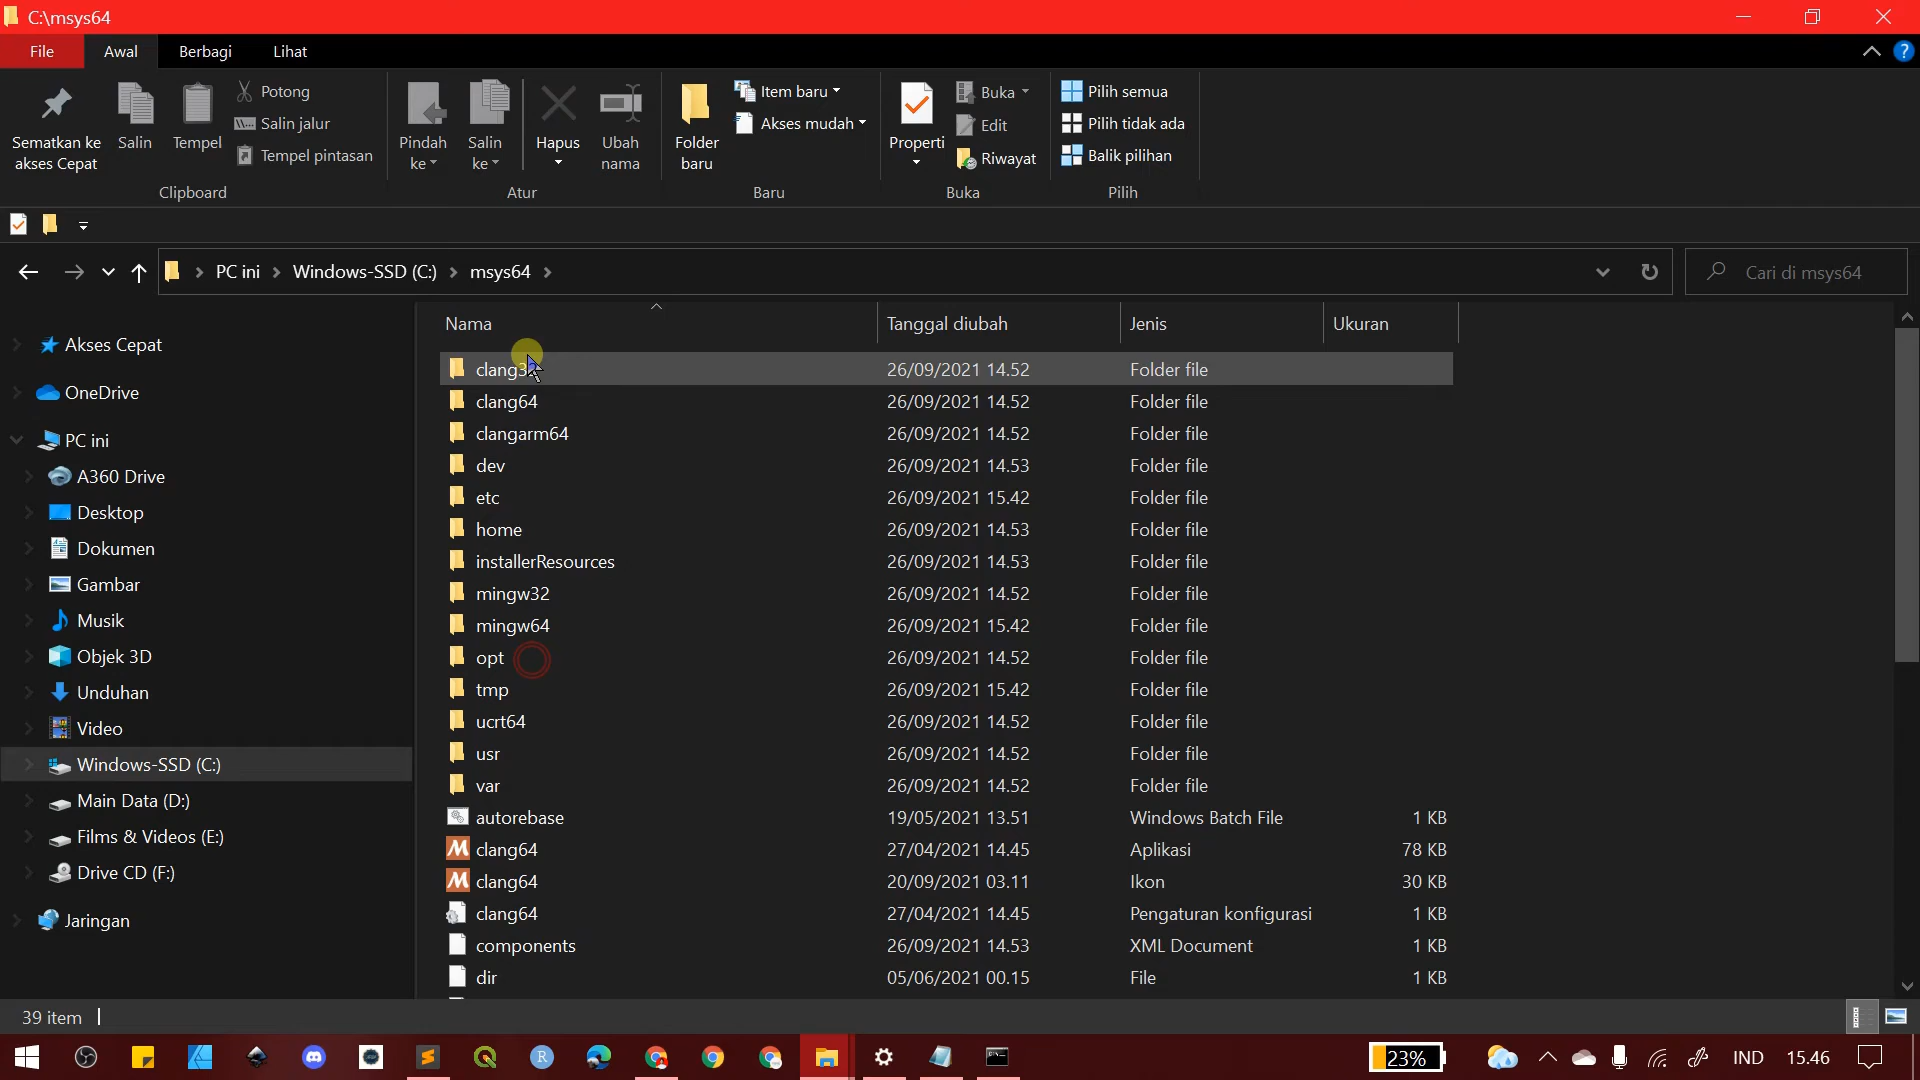 C:\msys64
File Awal Berbagi Lihat
Sematkan ke akses Cepat
Salin
Tempel
Potong
Salin jalur
Tempel pintasan
Clipboard
Pindah ke
Salin ke
Hapus
Ubah nama
Atur
Folder baru
Item baru
Akses mudah
Baru
Properti
Buka
Edit
Riwayat
Buka
Pilih semua
Pilih tidak ada
Balik pilihan
Pilih
PC ini Windows-SSD (C:) msys64
Cari di msys64
Akses Cepat
OneDrive
PC ini
A360 Drive
Desktop
Dokumen
Gambar
Musik
Objek 3D
Unduhan
Video
Windows-SSD (C:)
Main Data (D:)
Films & Videos (E:)
Drive CD (F:)
Jaringan
Nama Tanggal diubah Jenis Ukuran
26/09/2021 14.52 Folder file
clang64 26/09/2021 14.52 Folder file
clangarm64 26/09/2021 14.52 Folder file
dev 26/09/2021 14.53 Folder file
etc 26/09/2021 15.42 Folder file
home 26/09/2021 14.53 Folder file
installerResources 26/09/2021 14.53 Folder file
mingw32 26/09/2021 14.52 Folder file
mingw64 26/09/2021 15.42 Folder file
opt 26/09/2021 14.52 Folder file
tmp 26/09/2021 15.42 Folder file
ucrt64 26/09/2021 14.52 Folder file
usr 26/09/2021 14.52 Folder file
var 26/09/2021 14.52 Folder file
autorebase 19/05/2021 13.51 Windows Batch File 1 KB
clang64 27/04/2021 14.45 Aplikasi 78 KB
clang64 20/09/2021 03.11 Ikon 30 KB
clang64 27/04/2021 14.45 Pengaturan konfigurasi 1 KB
components 26/09/2021 14.53 XML Document 1 KB
dir 05/06/2021 00.15 File 1 KB
39 item
23% IND 15.46